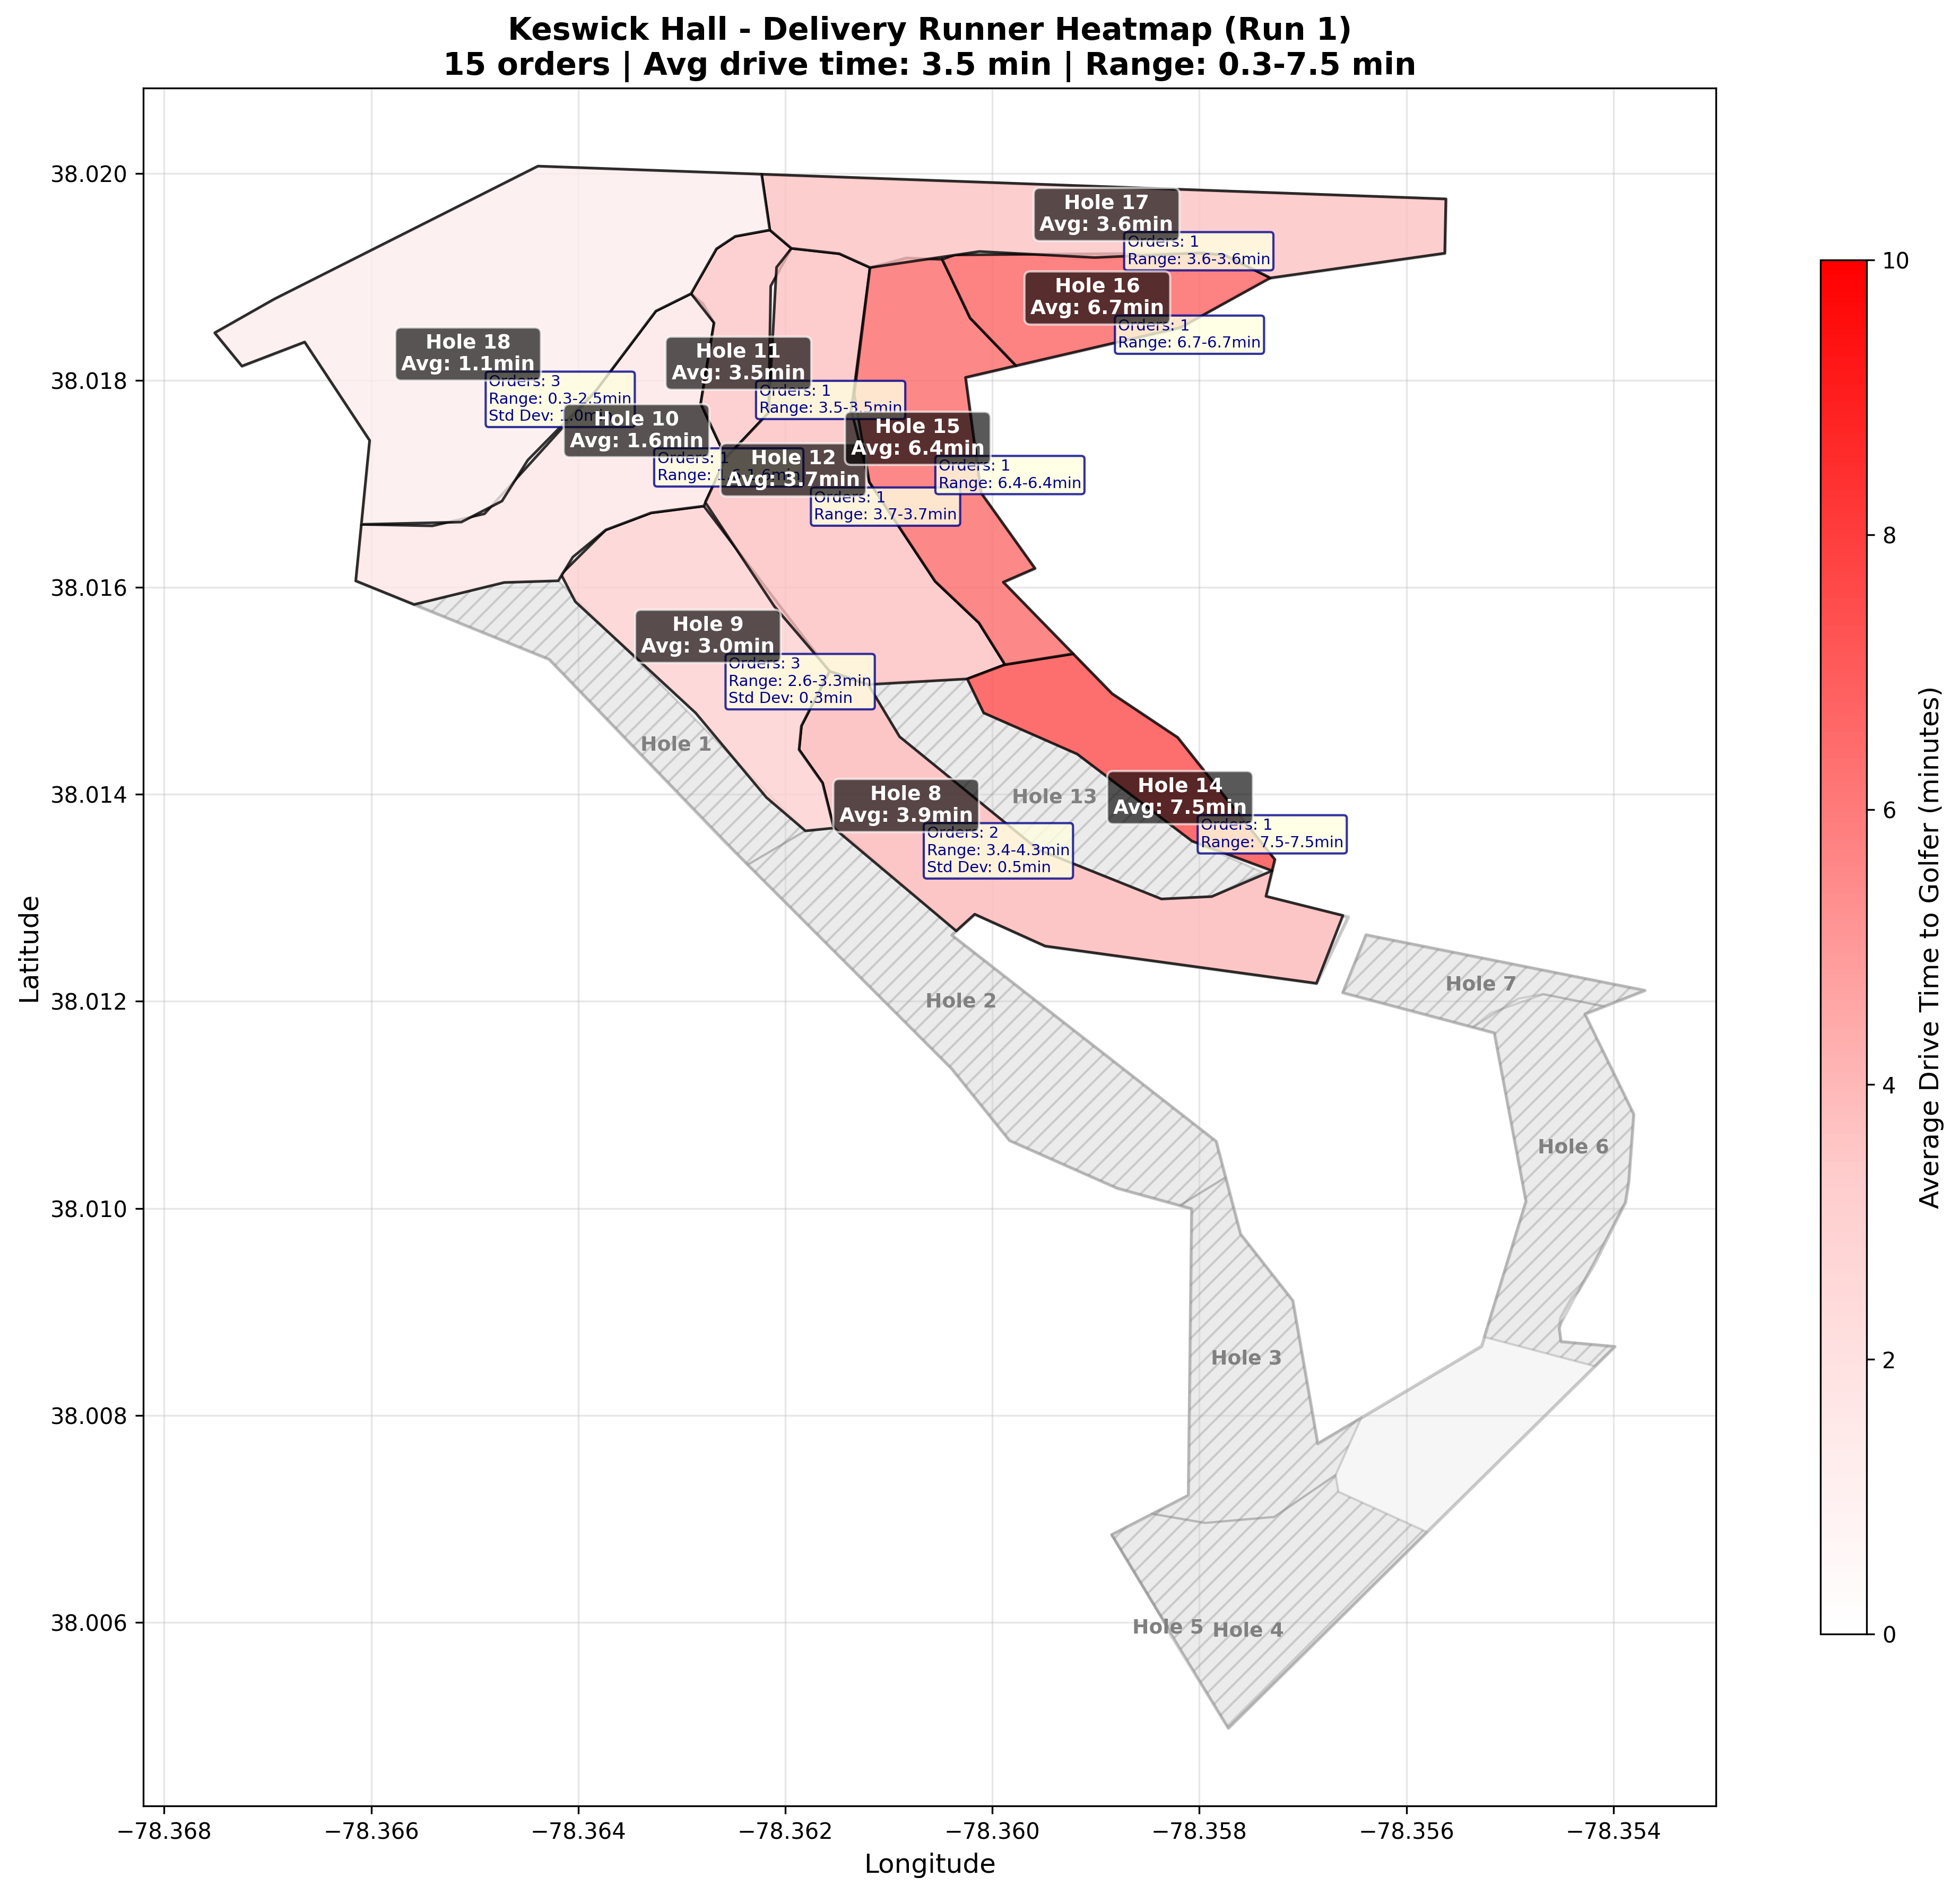 Keswick Hall - Delivery Runner Heatmap (Run 1)
15 orders | Avg drive time: 3.5 min | Range: 0.3-7.5 min
Latitude
38.020
38.018
38.016
38.014
38.012
38.010
38.008
38.006
Hole 17
Avg: 3.6min
Orders: 1
Range: 3.6-3.6min
Hole 16
Avg: 6.7min
Orders: 1
Range: 6.7-6.7min
Hole 18
Avg: 1.1min
Orders: 3
Range: 0.3-2.5min
Std Dev: 1.0min
Hole 11
Avg: 3.5min
Orders: 1
Range: 3.5-3.5min
Hole 10
Avg: 1.6min
Orders: 1
Range: 1.6-1.6min
Hole 15
Avg: 6.4min
Orders: 1
Range: 6.4-6.4min
Hole 12
Avg: 3.7min
Orders: 1
Range: 3.7-3.7min
Hole 9
Avg: 3.0min
Orders: 3
Range: 2.6-3.3min
Std Dev: 0.3min
Hole 1
Hole 8
Avg: 3.9min
Orders: 2
Range: 3.4-4.3min
Std Dev: 0.5min
Hole 13
Hole 14
Avg: 7.5min
Orders: 1
Range: 7.5-7.5min
Hole 2
Hole 7
Hole 6
Hole 3
Hole 5
Hole 4
−78.368
−78.366
−78.364
−78.362
−78.360
−78.358
−78.356
−78.354
Longitude
10
8
6
4
2
0
Average Drive Time to Golfer (minutes)